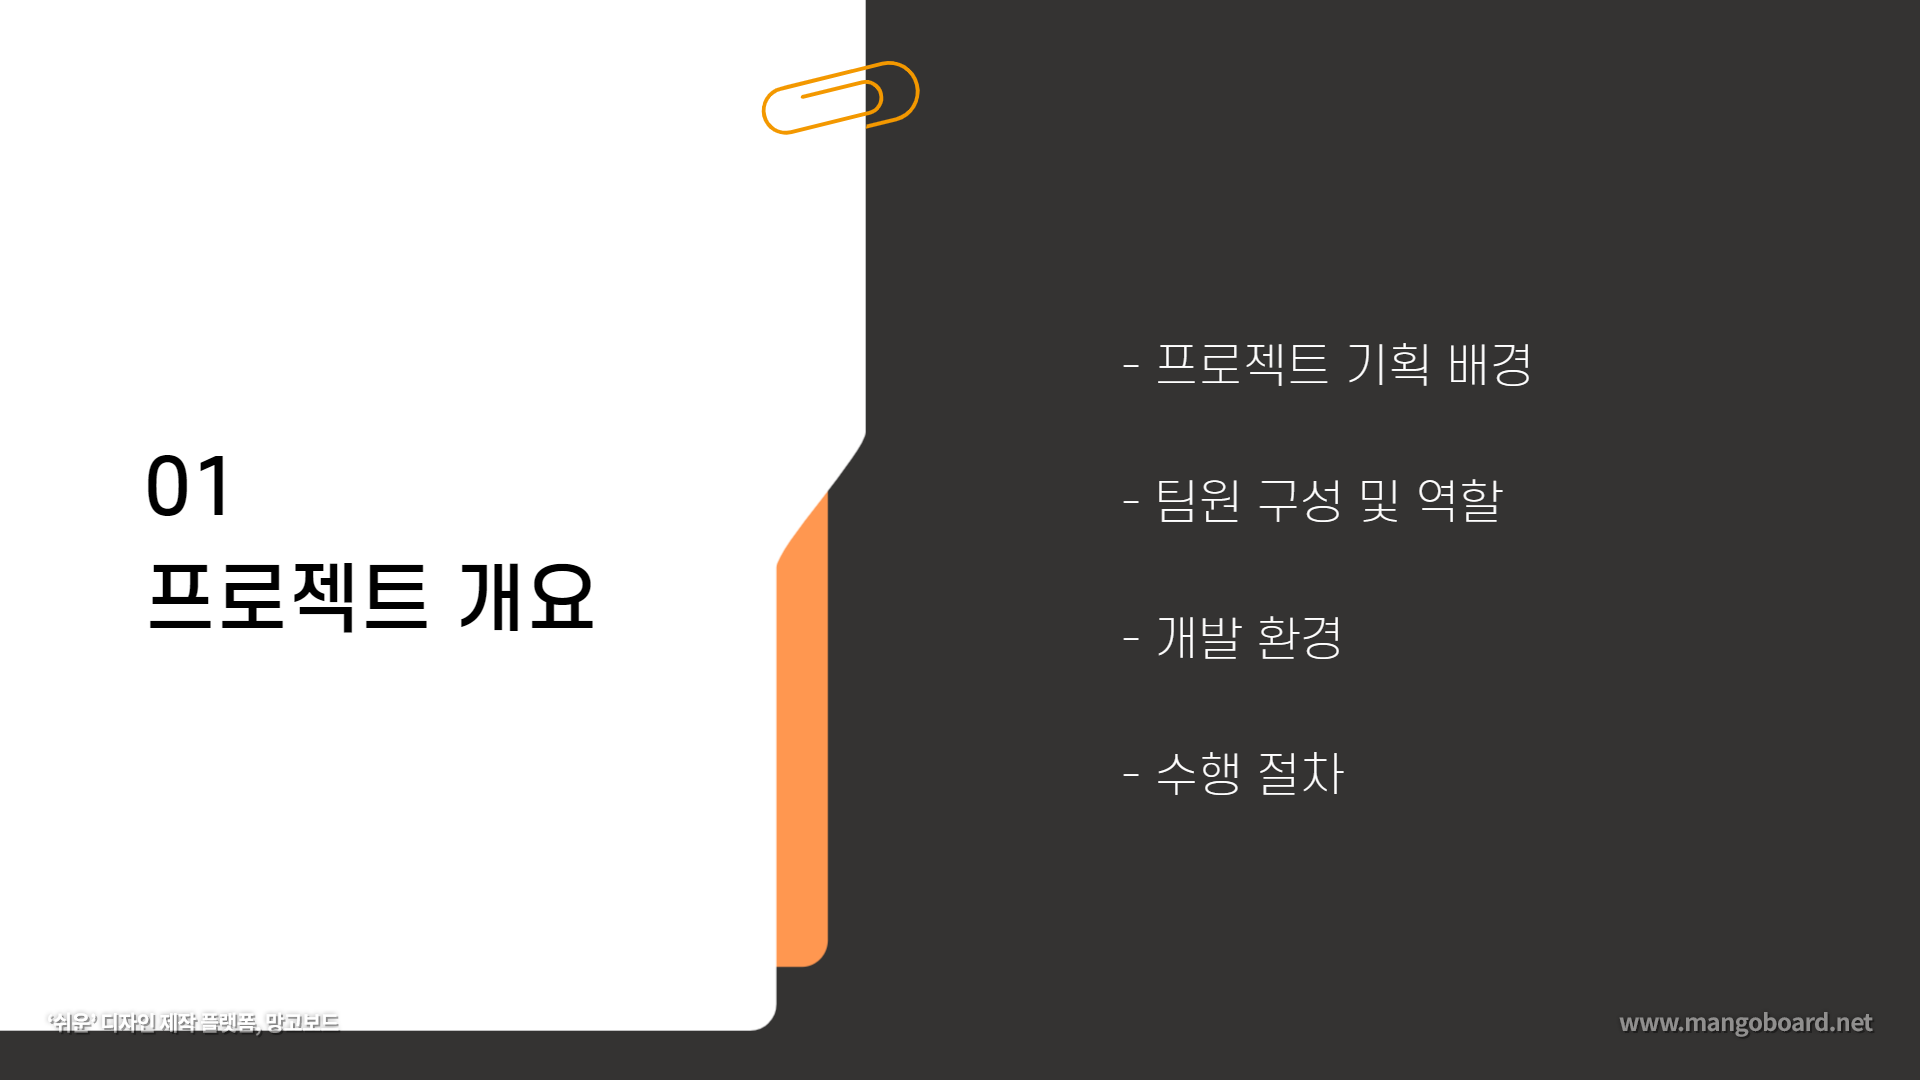 01
프로젝트 개요
- 프로젝트 기획 배경
- 팀원 구성 및 역할
- 개발 환경
- 수행 절차
‘쉬운’ 디자인 제작 플랫폼, 망고보드
www.mangoboard.net